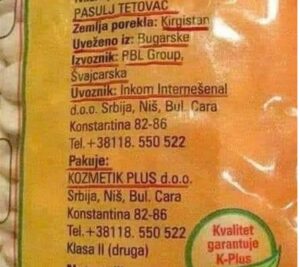 PASULJ TETOVAC
Zemlja porekla: Kirgistan
Uveženo iz: Bugarske
Izvoznik: PBL Group,
Švajcarska
Uvoznik: Inkom Internešenal
d.o.o. Srbija, Niš, Bul. Cara
Konstantina 82-86
Tel.+38118. 550 522
Pakuje:
KOZMETIK PLUS d.o.o.
Srbija, Niš, Bul. Cara
Konstantina 82-86
Tel.+38118. 550 522
Klasa II (druga)
Kvalitet
garantuje
K-Plus